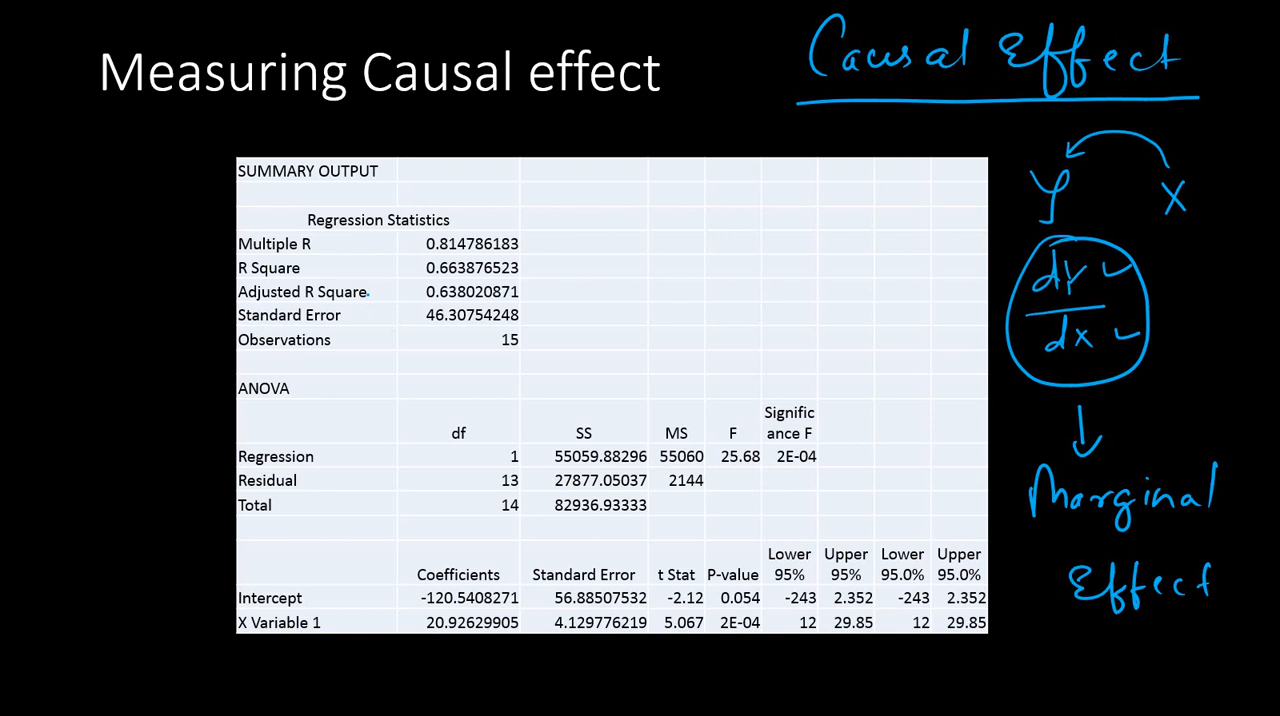 Measuring Causal effect
Causal Effect
Y X
dy
dx
Marginal
Effect
SUMMARY OUTPUT
Regression Statistics
Multiple R 0.814786183
R Square 0.663876523
Adjusted R Square 0.638020871
Standard Error 46.30754248
Observations 15
ANOVA
Signific
df SS MS F ance F
Regression 1 55059.88296 55060 25.68 2E-04
Residual 13 27877.05037 2144
Total 14 82936.93333
Lower Upper Lower Upper
Coefficients Standard Error t Stat P-value 95% 95% 95.0% 95.0%
Intercept -120.5408271 56.88507532 -2.12 0.054 -243 2.352 -243 2.352
X Variable 1 20.92629905 4.129776219 5.067 2E-04 12 29.85 12 29.85